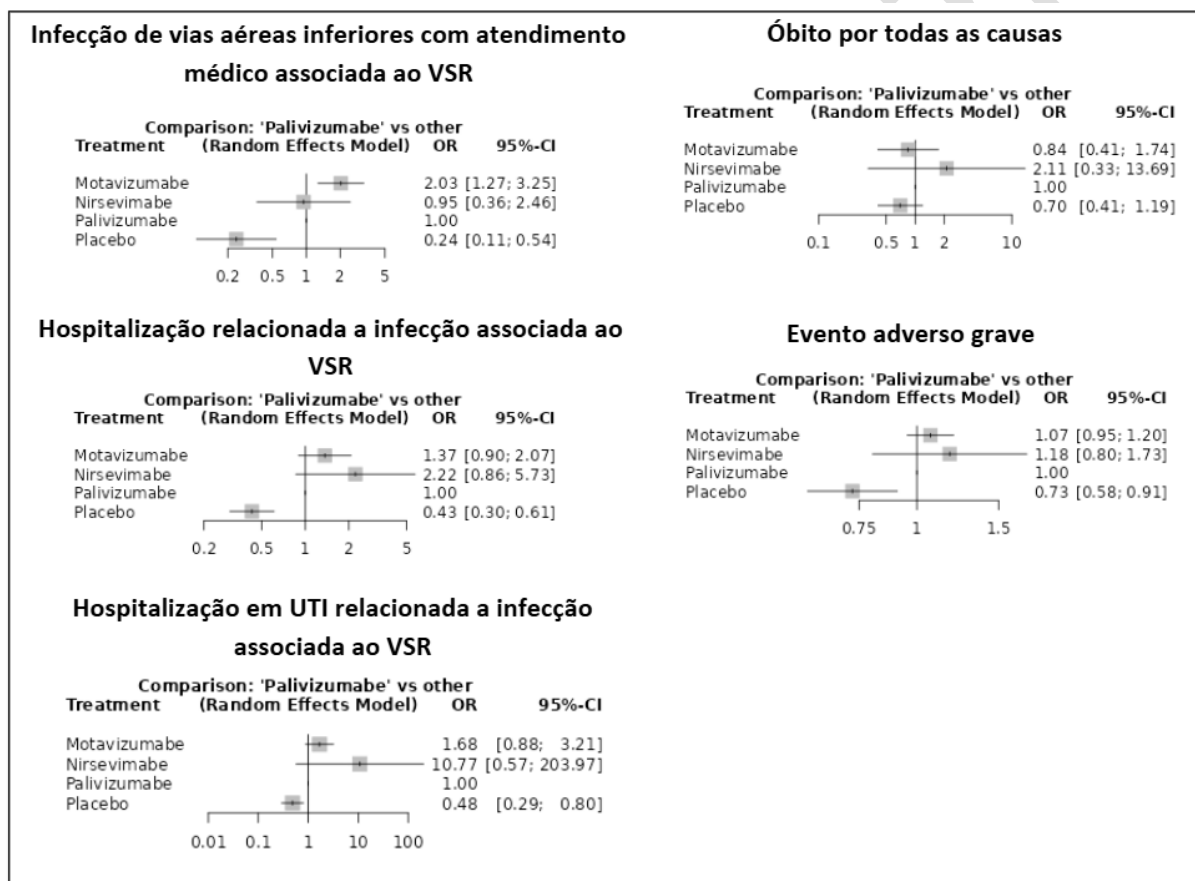 Infecção de vias aéreas inferiores com atendimento
médico associada ao VSR
Comparison: 'Palivizumabe' vs other
Treatment (Random Effects Model) OR 95%-CI
Motavizumabe 2.03 [1.27; 3.25]
Nirsevimabe 0.95 [0.36; 2.46]
Palivizumabe 1.00
Placebo 0.24 [0.11; 0.54]
0.2 0.5 1 2 5
Hospitalização relacionada a infecção associada ao
VSR
Comparison: 'Palivizumabe' vs other
Treatment (Random Effects Model) OR 95%-CI
Motavizumabe 1.37 [0.90; 2.07]
Nirsevimabe 2.22 [0.86; 5.73]
Palivizumabe 1.00
Placebo 0.43 [0.30; 0.61]
0.2 0.5 1 2 5
Hospitalização em UTI relacionada a infecção
associada ao VSR
Comparison: 'Palivizumabe' vs other
Treatment (Random Effects Model) OR 95%-CI
Motavizumabe 1.68 [0.88; 3.21]
Nirsevimabe 10.77 [0.57; 203.97]
Palivizumabe 1.00
Placebo 0.48 [0.29; 0.80]
0.01 0.1 1 10 100
Óbito por todas as causas
Comparison: 'Palivizumabe' vs other
Treatment (Random Effects Model) OR 95%-CI
Motavizumabe 0.84 [0.41; 1.74]
Nirsevimabe 2.11 [0.33; 13.69]
Palivizumabe 1.00
Placebo 0.70 [0.41; 1.19]
0.1 0.5 1 2 10
Evento adverso grave
Comparison: 'Palivizumabe' vs other
Treatment (Random Effects Model) OR 95%-CI
Motavizumabe 1.07 [0.95; 1.20]
Nirsevimabe 1.18 [0.80; 1.73]
Palivizumabe 1.00
Placebo 0.73 [0.58; 0.91]
0.75 1 1.5